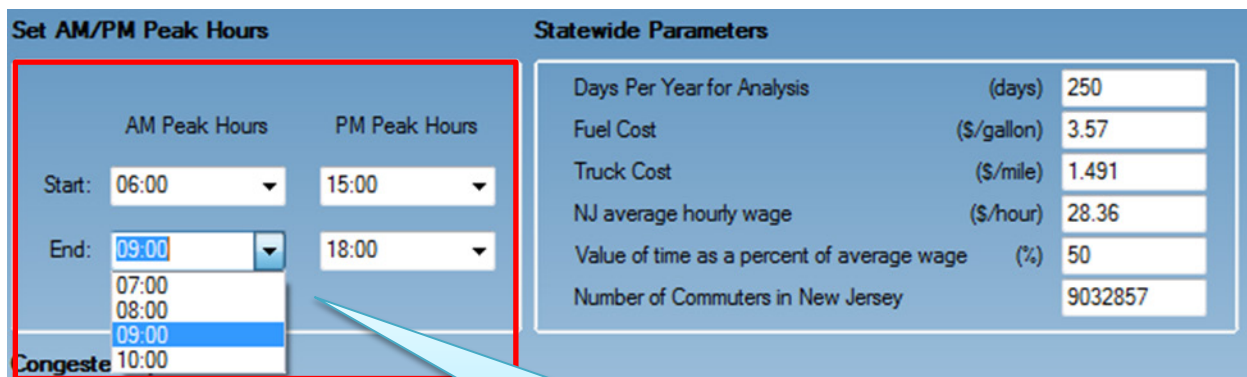 Set AM/PM Peak Hours
AM Peak Hours PM Peak Hours
Start: 06:00 15:00
End: 09:00 18:00
07:00
08:00
09:00
10:00
Statewide Parameters
Days Per Year for Analysis (days) 250
Fuel Cost ($/gallon) 3.57
Truck Cost ($/mile) 1.491
NJ average hourly wage ($/hour) 28.36
Value of time as a percent of average wage (%) 50
Number of Commuters in New Jersey 9032857
Congeste